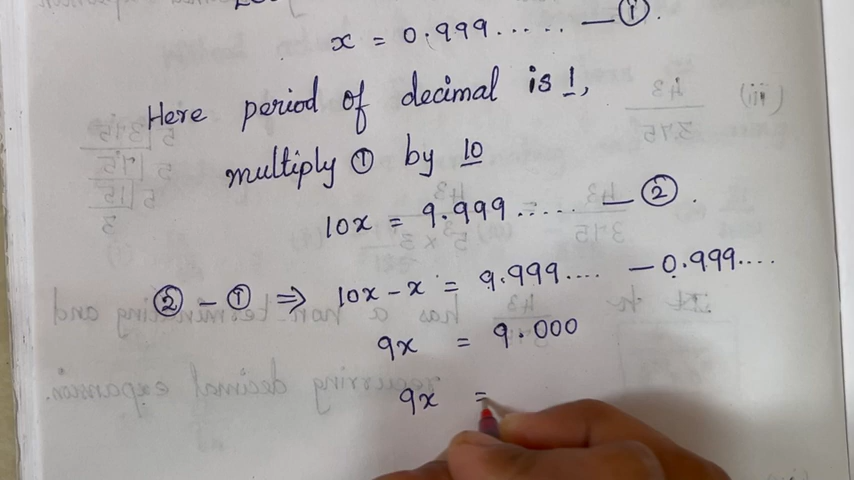 x = 0.999...... — ①.
Here period of decimal is 1,
multiply ① by 10
10x = 9.999...... — ②.
② - ① ⇒ 10x - x = 9.999.... - 0.999....
9x = 9.000
9x =